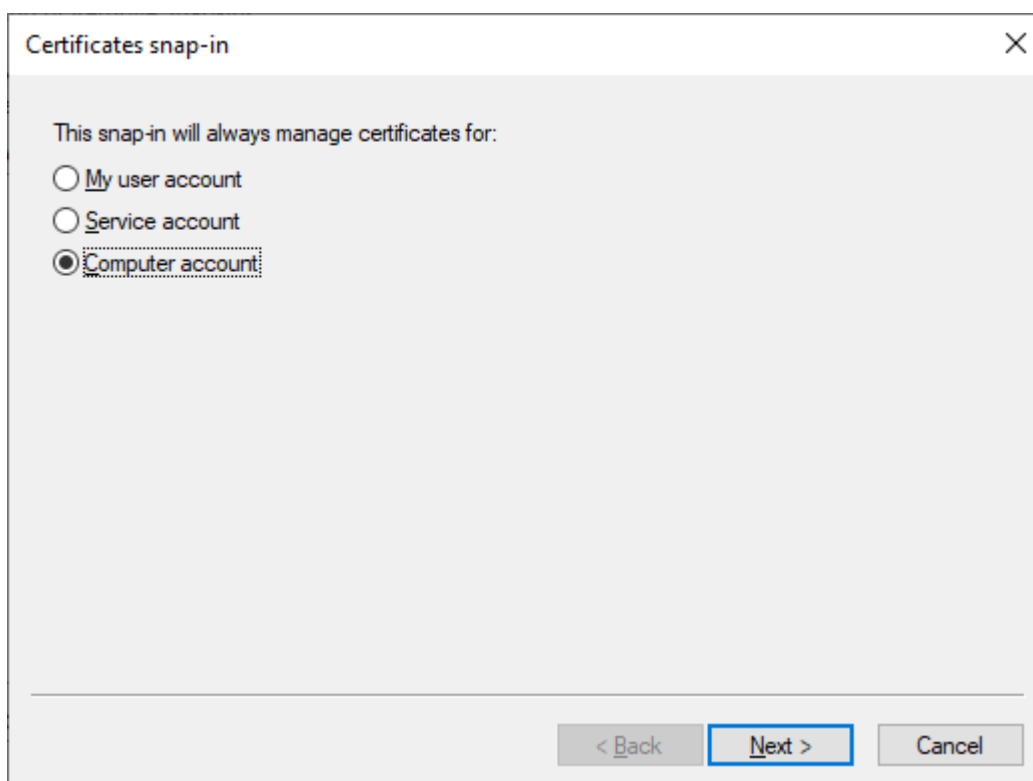 Certificates snap-in
This snap-in will always manage certificates for:
My user account
Service account
Computer account
< Back
Next >
Cancel